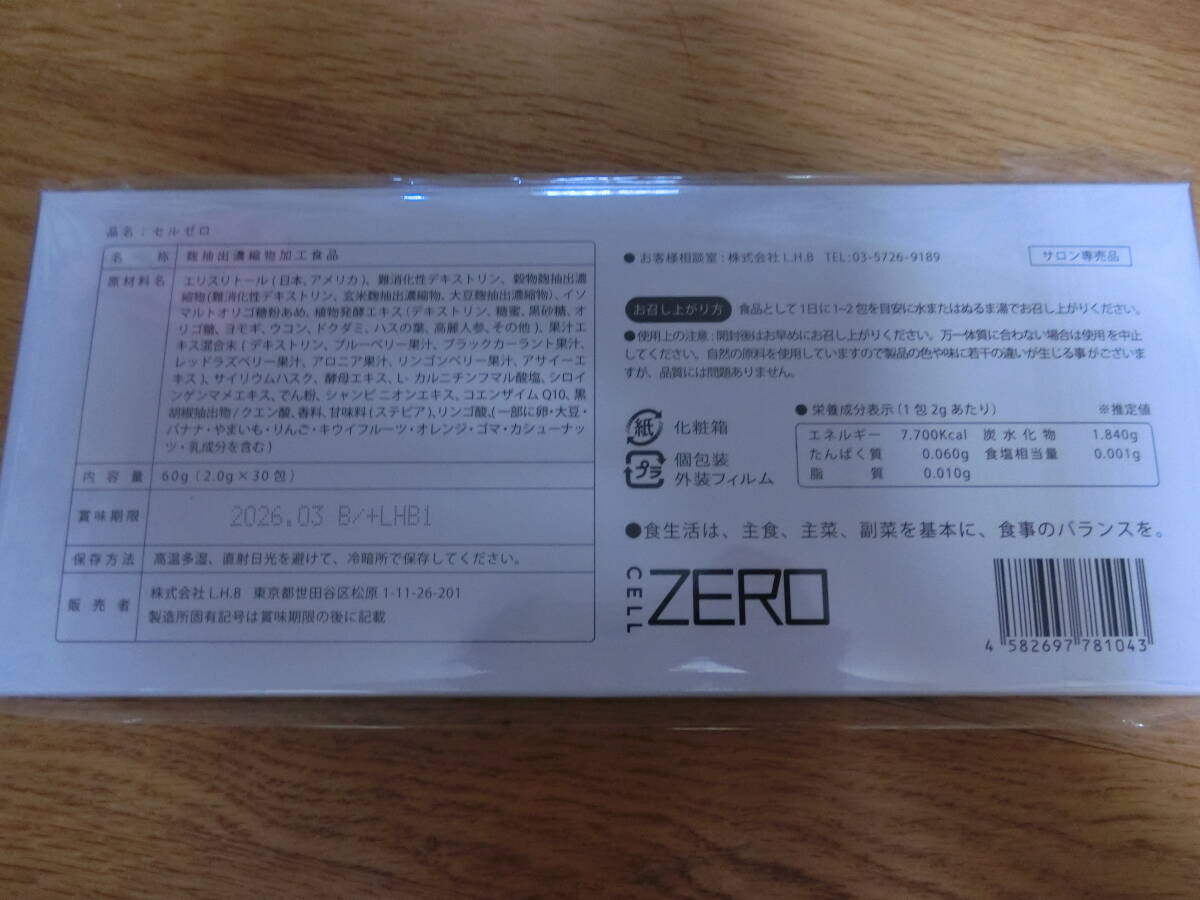 品名：セルゼロ
名称 麹抽出濃縮物加工食品
原材料名 エリスリトール(日本、アメリカ)、難消化性デキストリン、穀物麹抽出濃
縮物(難消化性デキストリン、玄米麹抽出濃縮物、大豆麹抽出濃縮物)、イソ
マルトオリゴ糖粉あめ、植物発酵エキス(デキストリン、糖蜜、黒砂糖、オ
リゴ糖、ヨモギ、ウコン、ドクダミ、ハスの葉、高麗人参、その他)、果汁エ
キス混合末(デキストリン、ブルーベリー果汁、ブラックカーラント果汁、
レッドラズベリー果汁、アロニア果汁、リンゴンベリー果汁、アサイーエ
キス)、サイリウムハスク、酵母エキス、L-カルニチンフマル酸塩、シロイ
ンゲンマメエキス、でん粉、シャンピニオンエキス、コエンザイムQ10、黒
胡椒抽出物/クエン酸、香料、甘味料(ステビア)、リンゴ酸、(一部に卵・大豆・
バナナ・やまいも・りんご・キウイフルーツ・オレンジ・ゴマ・カシューナッ
ツ・乳成分を含む)
内容量 60g(2.0g×30包)
賞味期限 2026.03 B/+LHB1
保存方法 高温多湿、直射日光を避けて、冷暗所で保存してください。
販売者 株式会社L.H.B 東京都世田谷区松原1-11-26-201
製造所固有記号は賞味期限の後に記載
●お客様相談室：株式会社L.H.B TEL:03-5726-9189
サロン専売品
お召し上がり方 食品として1日に1~2包を目安に水またはぬるま湯でお召し上がりください。
●使用上の注意：開封後はお早めにお召し上がりください。万一体質に合わない場合は使用を中止
してください。自然の原料を使用していますので製品の色や味に若干の違いが生じる事がございま
すが、品質には問題ありません。
紙 化粧箱
プラ 個包装
外装フィルム
●栄養成分表示(1包2gあたり) ※推定値
エネルギー 7.700Kcal 炭水化物 1.840g
たんぱく質 0.060g 食塩相当量 0.001g
脂質 0.010g
●食生活は、主食、主菜、副菜を基本に、食事のバランスを。
CELL ZERO
4 582697 781043